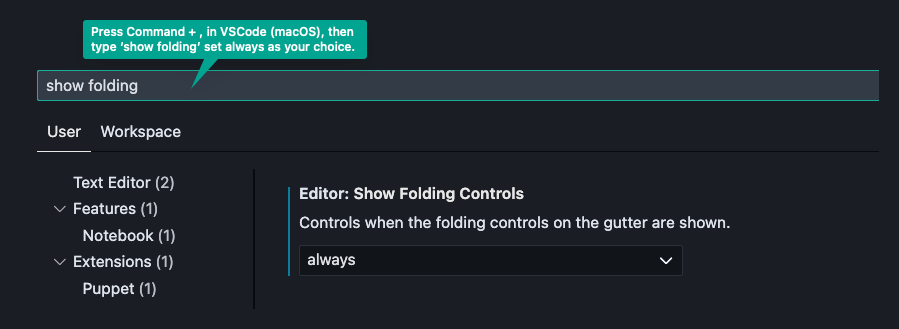 Press Command + , in VSCode (macOS), then
type ‘show folding’ set always as your choice.
show folding
User Workspace
Text Editor (2)
Features (1)
Notebook (1)
Extensions (1)
Puppet (1)
Editor: Show Folding Controls
Controls when the folding controls on the gutter are shown.
always